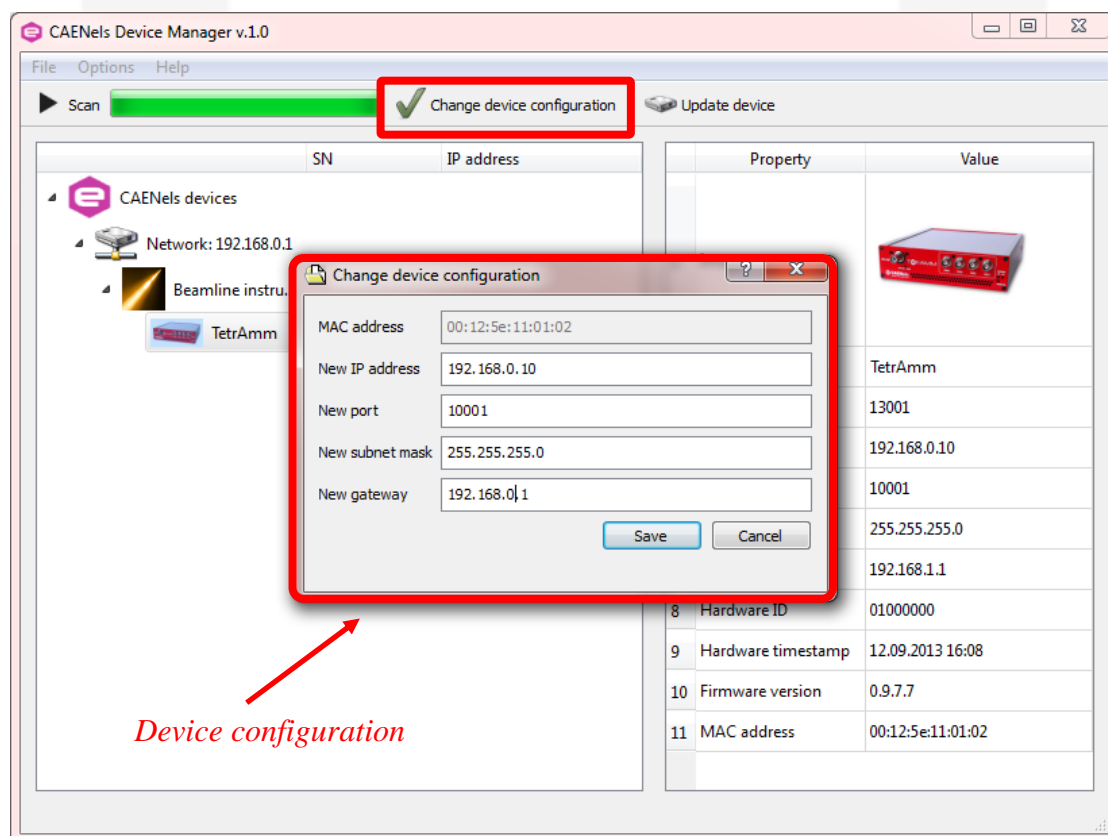 CAENels Device Manager v.1.0
File Options Help
Scan
Change device configuration
Update device
SN IP address
CAENels devices
Network: 192.168.0.1
Beamline instru.
TetrAmm
Change device configuration
MAC address 00:12:5e:11:01:02
New IP address 192.168.0.10
New port 10001
New subnet mask 255.255.255.0
New gateway 192.168.0.1
Save Cancel
Property Value
TetrAmm
13001
192.168.0.10
10001
255.255.255.0
192.168.1.1
8 Hardware ID 01000000
9 Hardware timestamp 12.09.2013 16:08
10 Firmware version 0.9.7.7
11 MAC address 00:12:5e:11:01:02
Device configuration